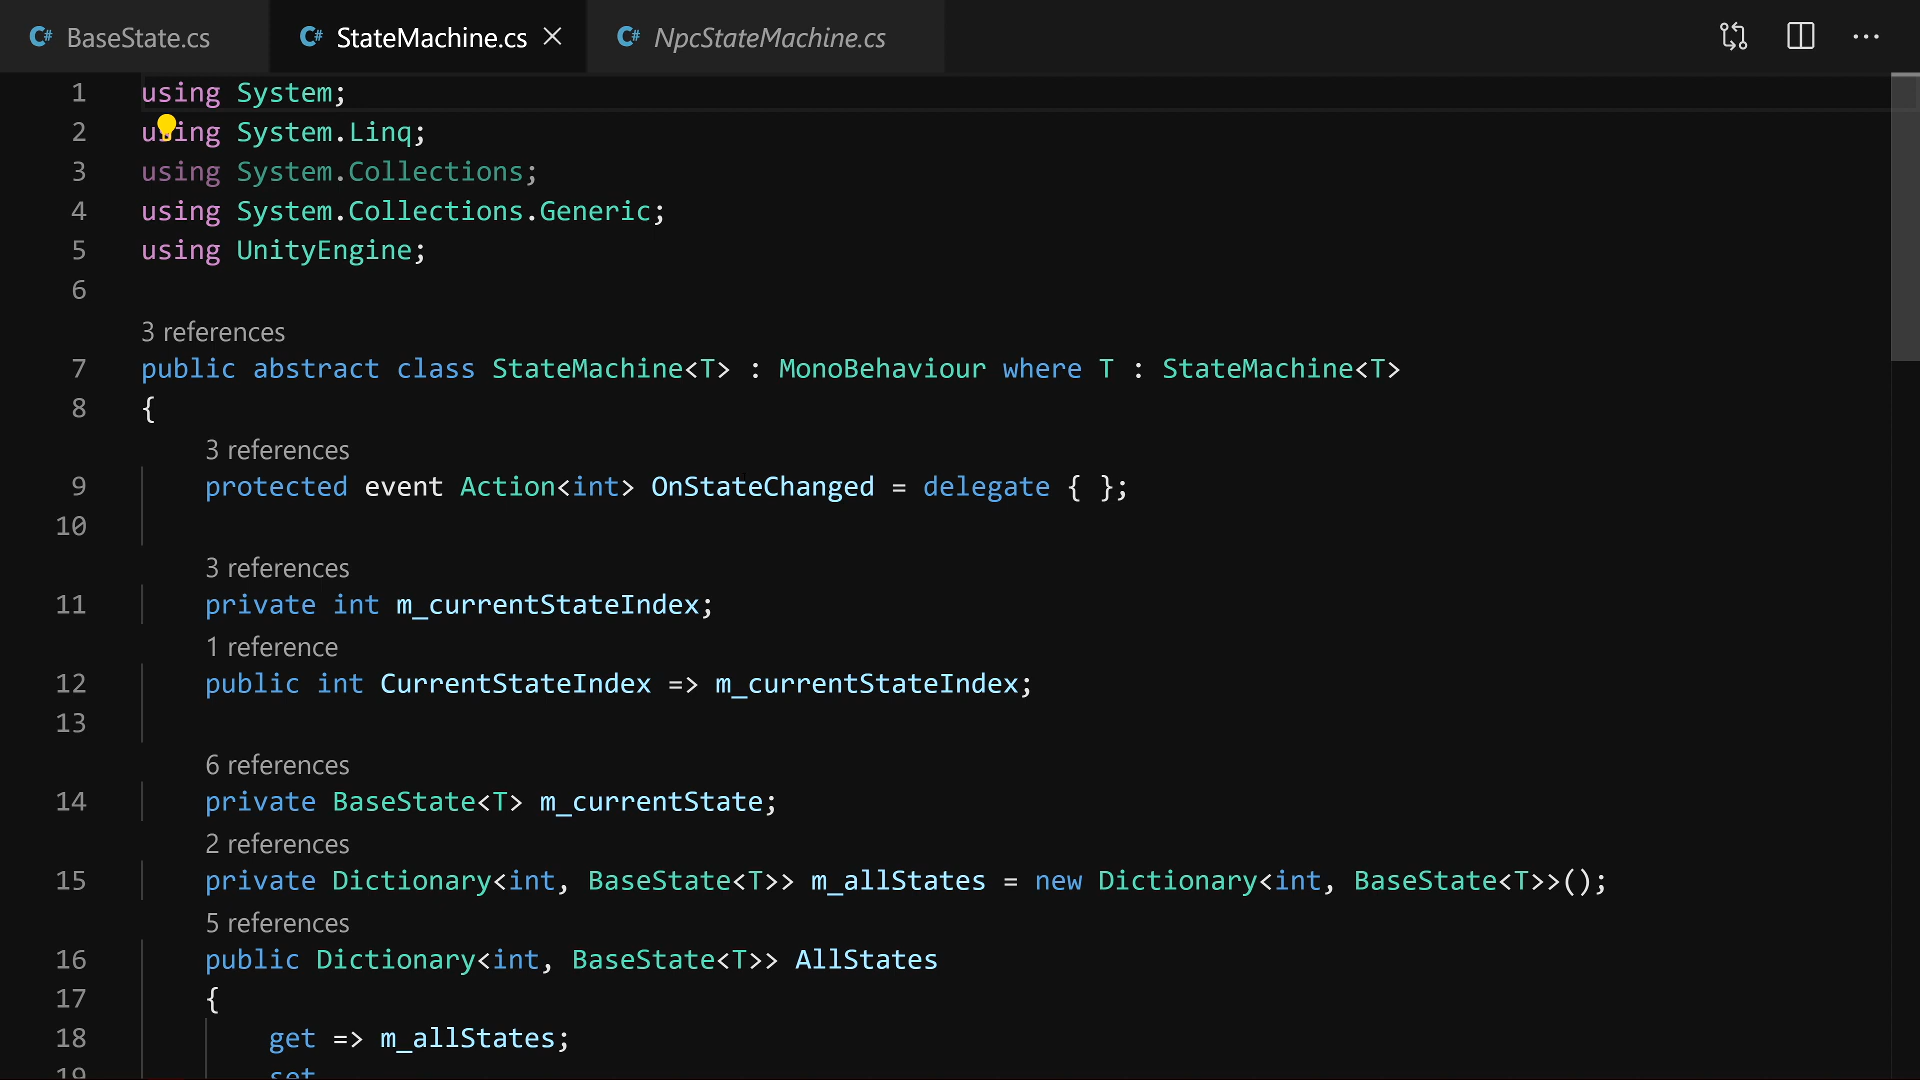 BaseState.cs StateMachine.cs NpcStateMachine.cs
1 using System;
2 using System.Linq;
3 using System.Collections;
4 using System.Collections.Generic;
5 using UnityEngine;
6
3 references
7 public abstract class StateMachine<T> : MonoBehaviour where T : StateMachine<T>
8 {
3 references
9 protected event Action<int> OnStateChanged = delegate { };
10
3 references
11 private int m_currentStateIndex;
1 reference
12 public int CurrentStateIndex => m_currentStateIndex;
13
6 references
14 private BaseState<T> m_currentState;
2 references
15 private Dictionary<int, BaseState<T>> m_allStates = new Dictionary<int, BaseState<T>>();
5 references
16 public Dictionary<int, BaseState<T>> AllStates
17 {
18 get => m_allStates;
19 set